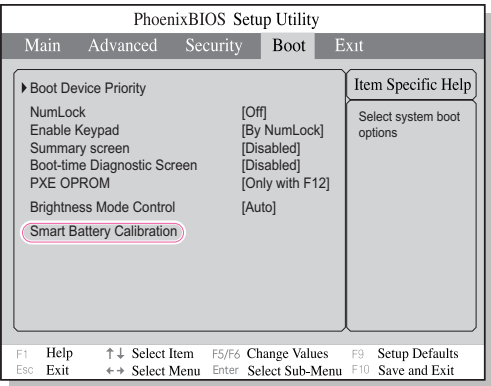 PhoenixBIOS Setup Utility
Main Advanced Security Boot Exit
Boot Device Priority
NumLock [Off]
Enable Keypad [By NumLock]
Summary screen [Disabled]
Boot-time Diagnostic Screen [Disabled]
PXE OPROM [Only with F12]
Brightness Mode Control [Auto]
Smart Battery Calibration
Item Specific Help
Select system boot
options
F1 Help ↑↓ Select Item F5/F6 Change Values F9 Setup Defaults
Esc Exit ←→ Select Menu Enter Select Sub-Menu F10 Save and Exit